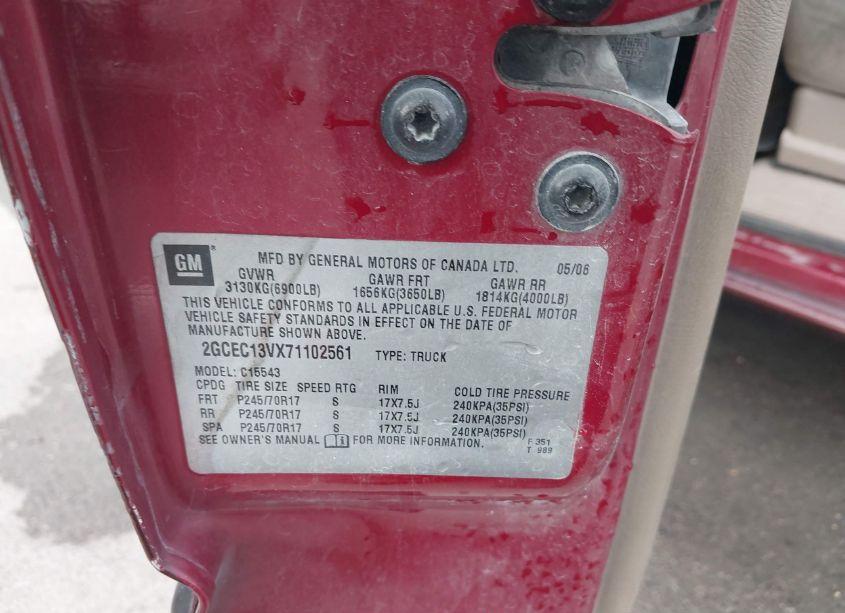 GM
MFD BY GENERAL MOTORS OF CANADA LTD. 05/06
GVWR GAWR FRT GAWR RR
3130KG(6900LB) 1656KG(3650LB) 1814KG(4000LB)
THIS VEHICLE CONFORMS TO ALL APPLICABLE U.S. FEDERAL MOTOR
VEHICLE SAFETY STANDARDS IN EFFECT ON THE DATE OF
MANUFACTURE SHOWN ABOVE.
2GCEC13VX71102561 TYPE: TRUCK
MODEL: C15543
CPDG TIRE SIZE SPEED RTG RIM COLD TIRE PRESSURE
FRT P245/70R17 S 17X7.5J 240KPA(35PSI)
RR P245/70R17 S 17X7.5J 240KPA(35PSI)
SPA P245/70R17 S 17X7.5J 240KPA(35PSI)
SEE OWNER'S MANUAL FOR MORE INFORMATION.
F 351
T 989